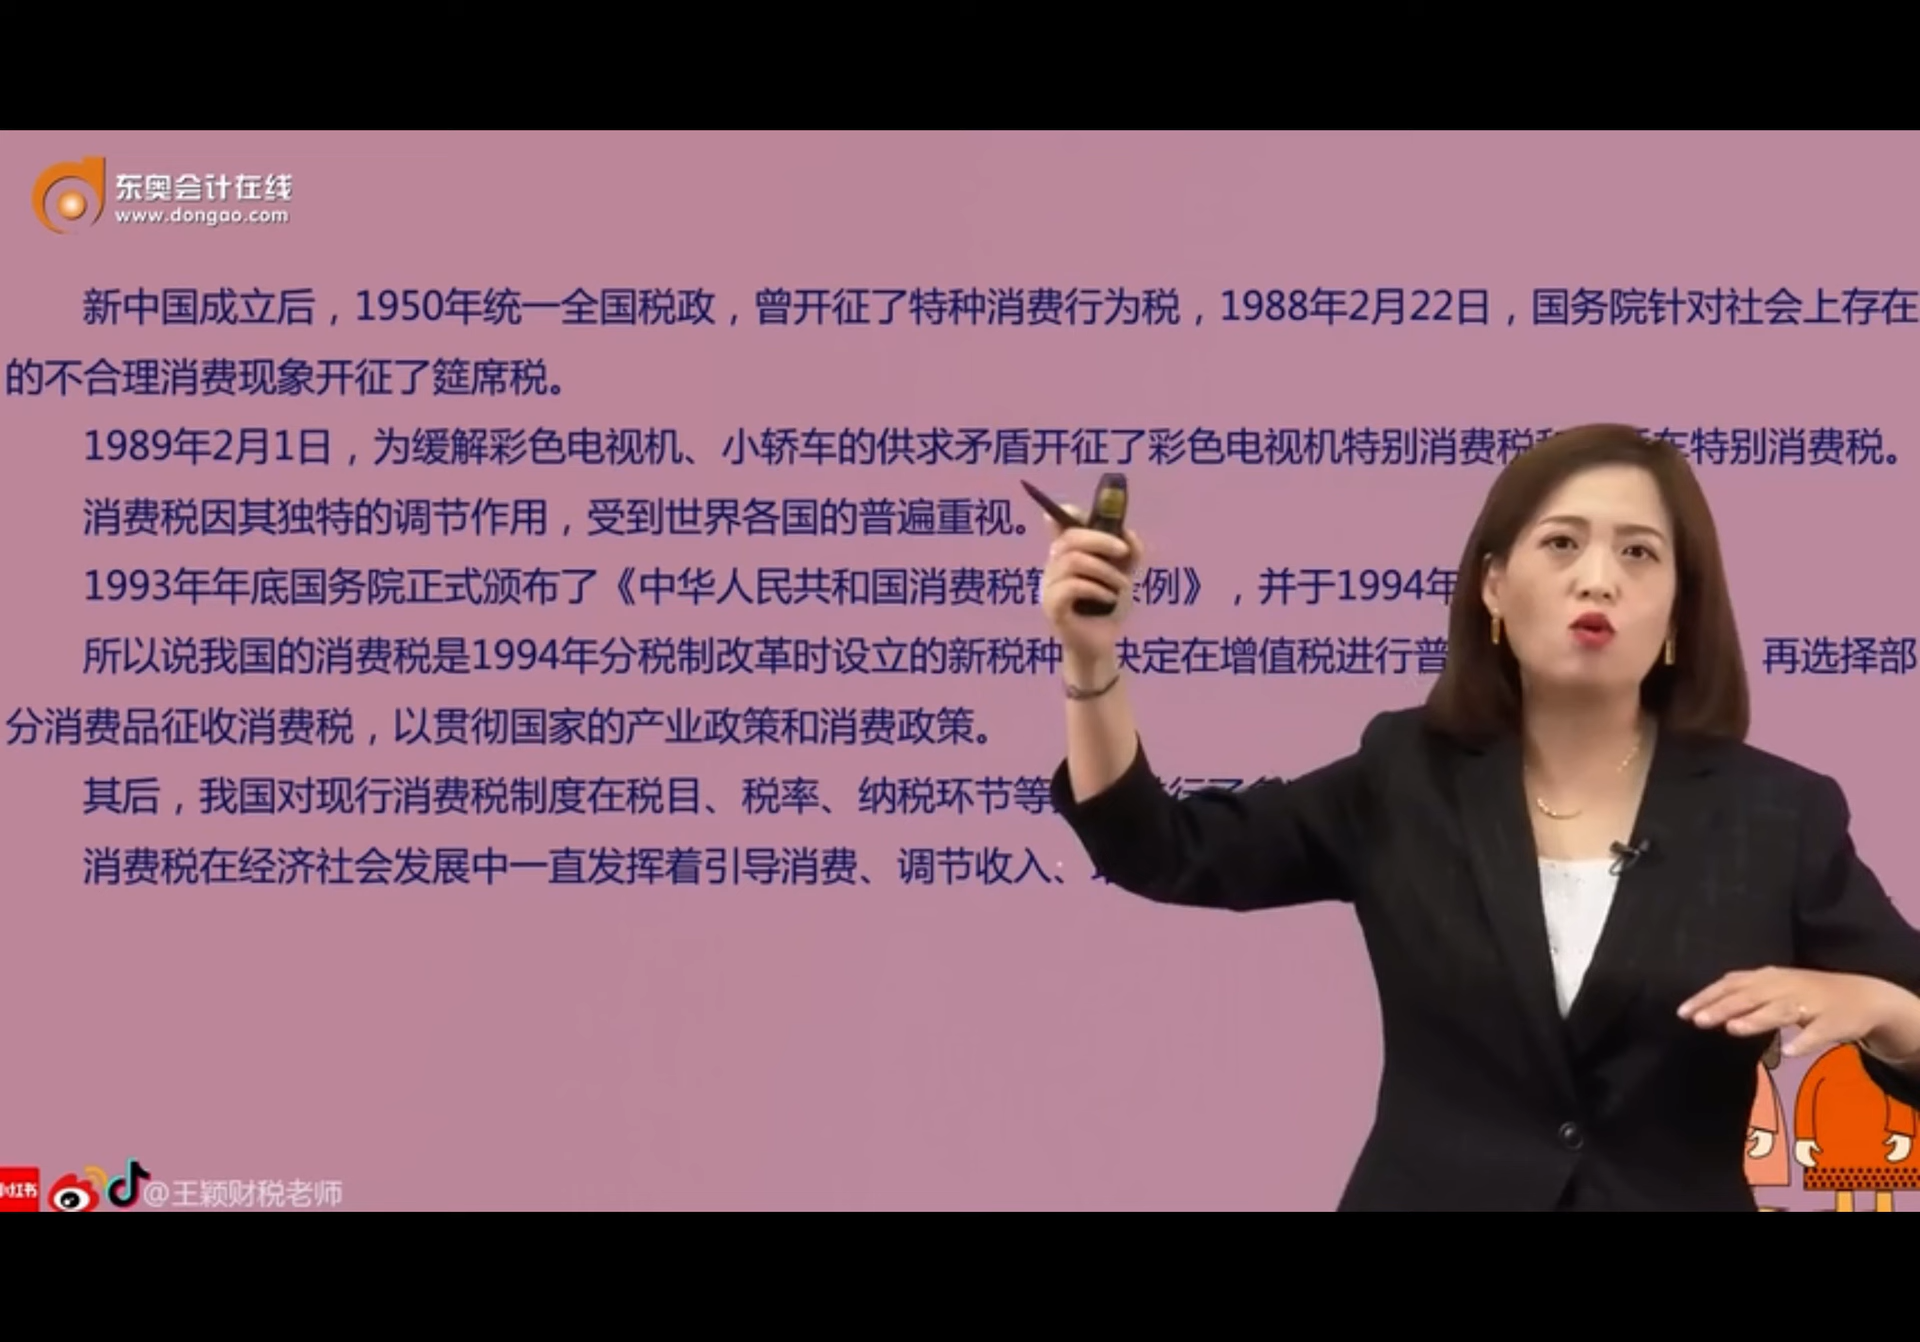 东奥会计在线
www.dongao.com
新中国成立后，1950年统一全国税政，曾开征了特种消费行为税，1988年2月22日，国务院针对社会上存在
的不合理消费现象开征了筵席税。
1989年2月1日，为缓解彩色电视机、小轿车的供求矛盾开征了彩色电视机特别消费税 车特别消费税。
消费税因其独特的调节作用，受到世界各国的普遍重视。
1993年年底国务院正式颁布了《中华人民共和国消费税 例》，并于1994年
所以说我国的消费税是1994年分税制改革时设立的新税种 决定在增值税进行普 再选择部
分消费品征收消费税，以贯彻国家的产业政策和消费政策。
其后，我国对现行消费税制度在税目、税率、纳税环节等 行了
消费税在经济社会发展中一直发挥着引导消费、调节收入、
小红书 @王颖财税老师